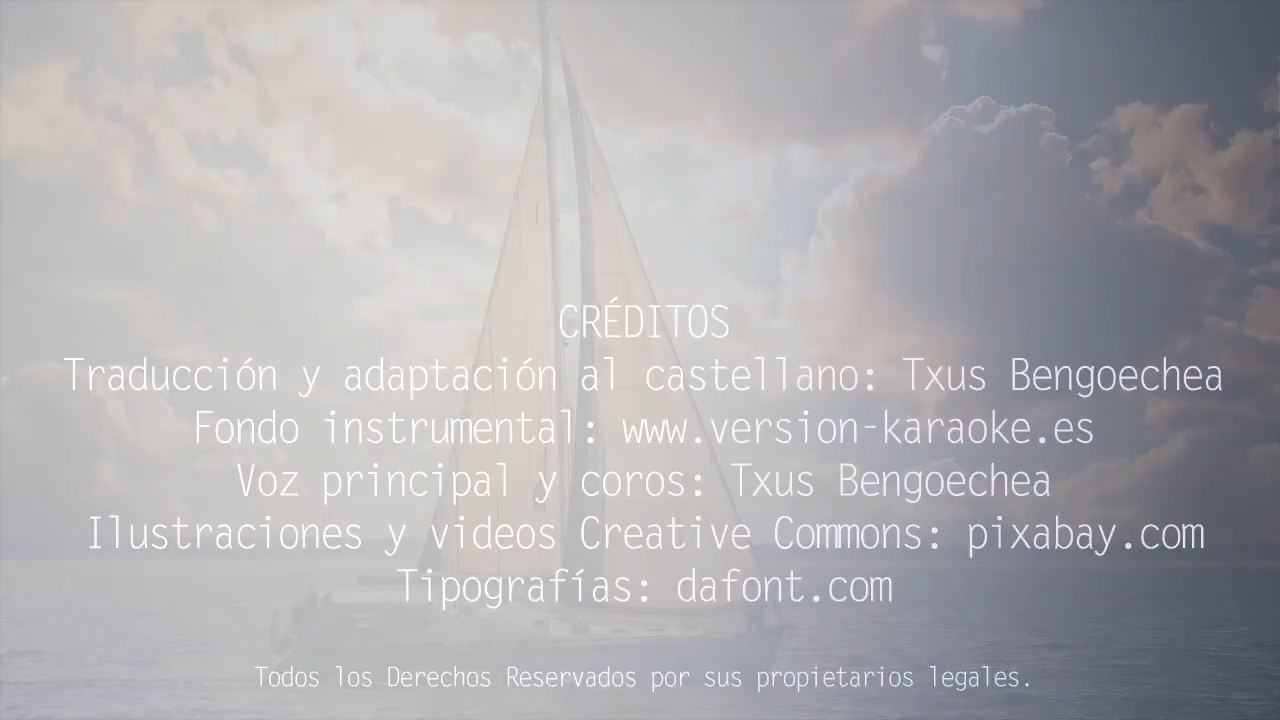 CRÉDITOS
Traducción y adaptación al castellano: Txus Bengoechea
Fondo instrumental: www.version-karaoke.es
Voz principal y coros: Txus Bengoechea
Ilustraciones y videos Creative Commons: pixabay.com
Tipografías: dafont.com
Todos los Derechos Reservados por sus propietarios legales.